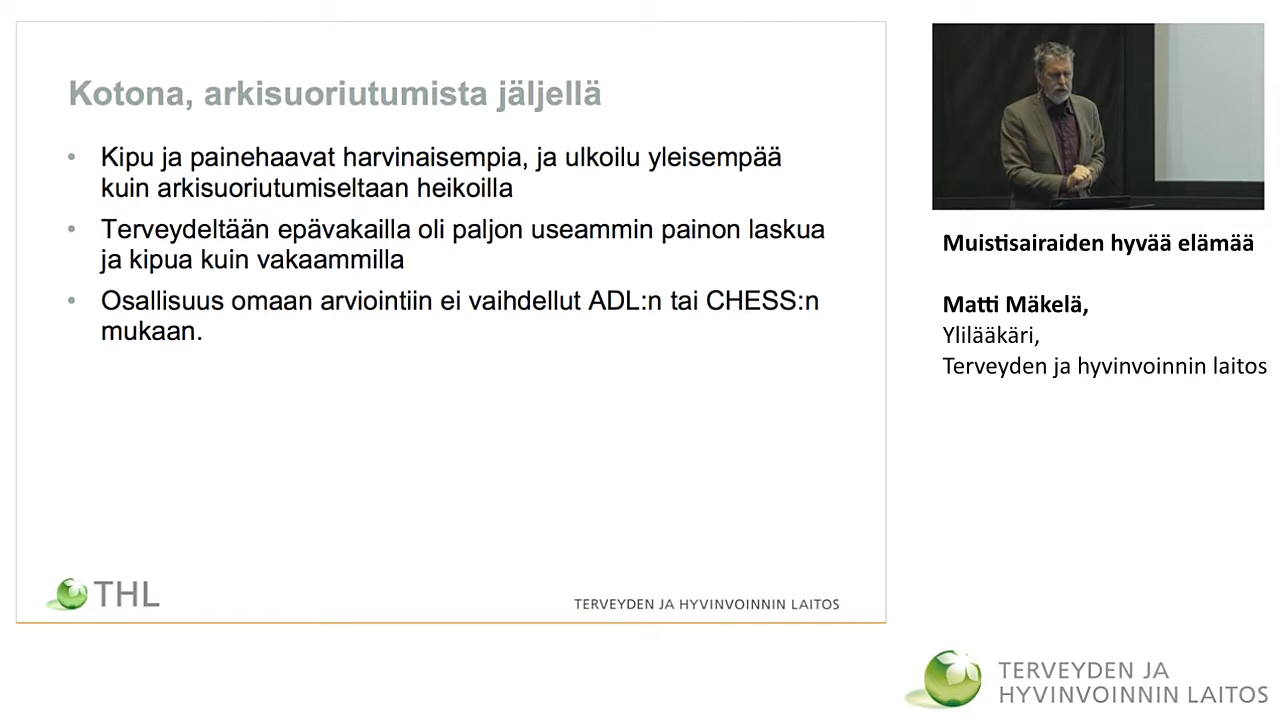 Kotona, arkisuoriutumista jäljellä
• Kipu ja painehaavat harvinaisempia, ja ulkoilu yleisempää
kuin arkisuoriutumiseltaan heikoilla
• Terveydeltään epävakailla oli paljon useammin painon laskua
ja kipua kuin vakaammilla
• Osallisuus omaan arviointiin ei vaihdellut ADL:n tai CHESS:n
mukaan.
THL
TERVEYDEN JA HYVINVOINNIN LAITOS
Muistisairaiden hyvää elämää
Matti Mäkelä,
Ylilääkäri,
Terveyden ja hyvinvoinnin laitos
TERVEYDEN JA
HYVINVOINNIN LAITOS